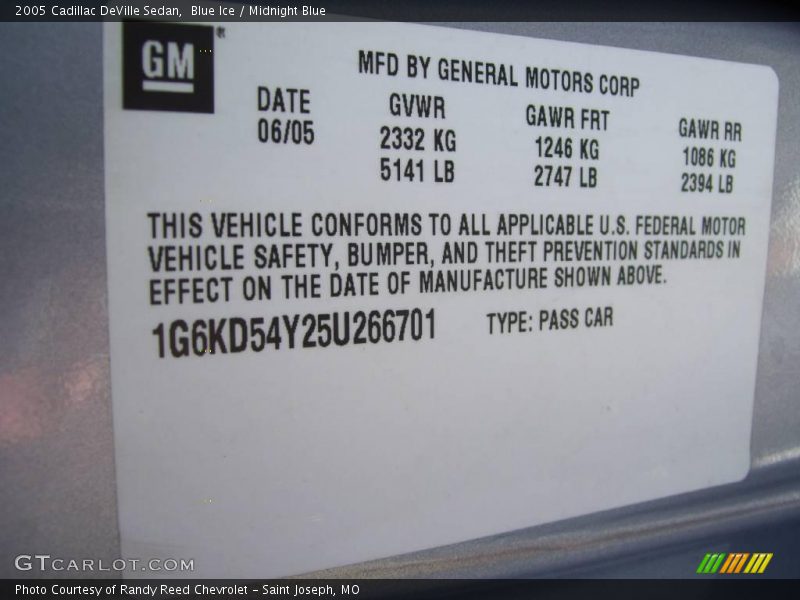 2005 Cadillac DeVille Sedan, Blue Ice / Midnight Blue
GM
MFD BY GENERAL MOTORS CORP
DATE GVWR GAWR FRT GAWR RR
06/05 2332 KG 1246 KG 1086 KG
5141 LB 2747 LB 2394 LB
THIS VEHICLE CONFORMS TO ALL APPLICABLE U.S. FEDERAL MOTOR
VEHICLE SAFETY, BUMPER, AND THEFT PREVENTION STANDARDS IN
EFFECT ON THE DATE OF MANUFACTURE SHOWN ABOVE.
1G6KD54Y25U266701 TYPE: PASS CAR
GTCARLOT.COM
Photo Courtesy of Randy Reed Chevrolet - Saint Joseph, MO